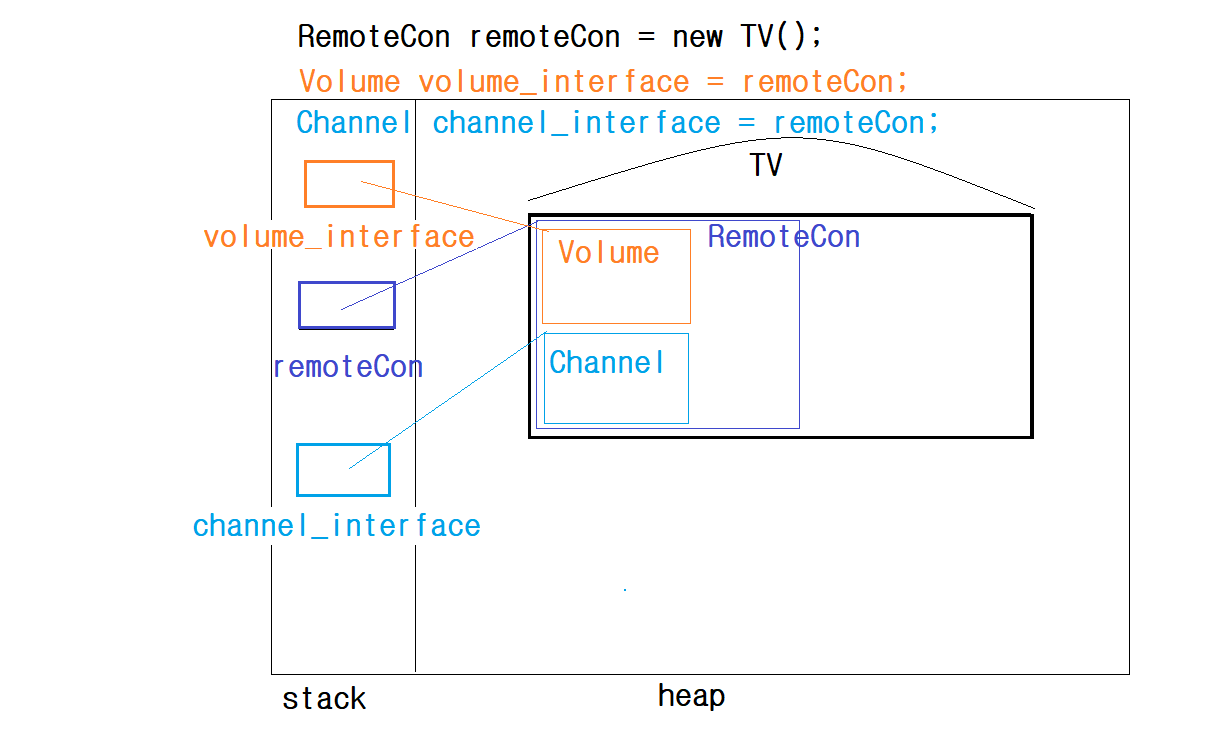 RemoteCon remoteCon = new TV();
Volume volume_interface = remoteCon;
Channel channel_interface = remoteCon;
TV
volume_interface
RemoteCon
Volume
remoteCon
Channel
channel_interface
stack
heap